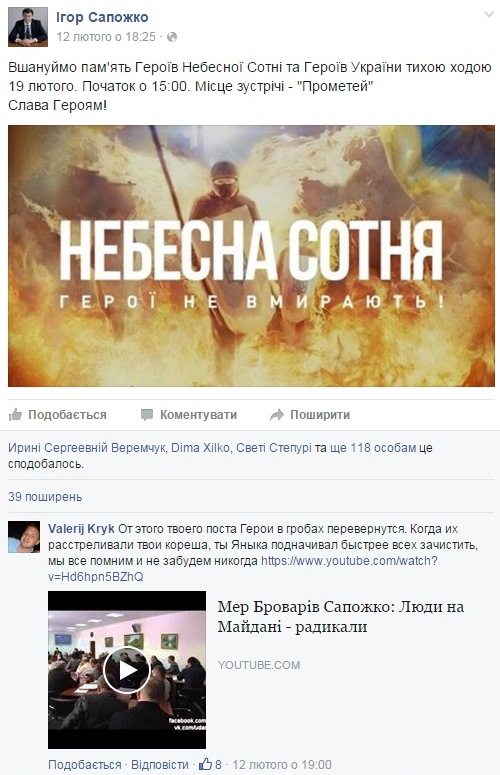 Ігор Сапожко
12 лютого о 18:25 ·
Вшануймо пам'ять Героїв Небесної Сотні та Героїв України тихою ходою
19 лютого. Початок о 15:00. Місце зустрічі - "Прометей"
Слава Героям!
НЕБЕСНА СОТНЯ
ГЕРОЇ НЕ ВМИРАЮТЬ!
Подобається Коментувати Поширити
Ирині Сергеевній Веремчук, Dima Xilko, Светі Степурі та ще 118 особам це
сподобалось.
39 поширень
Valerij Kryk От этого твоего поста Герои в гробах перевернутся. Когда их
расстреливали твои кореша, ты Яныка подначивал быстрее всех зачистить,
мы все помним и не забудем никогда https://www.youtube.com/watch?
v=Hd6hpn5BZhQ
Мер Броварів Сапожко: Люди на
Майдані - радикали
YOUTUBE.COM
facebook.com
vk.com/udar
Подобається · Відповісти · 8 · 12 лютого о 19:00